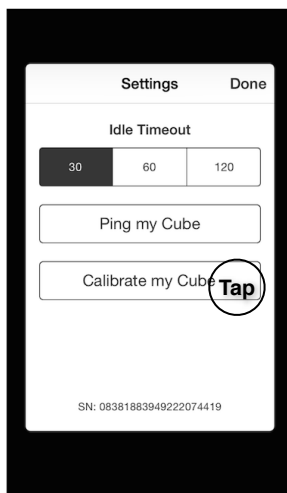 Settings Done
Idle Timeout
30 60 120
Ping my Cube
Calibrate my Cube
Tap
SN: 08381883949222074419